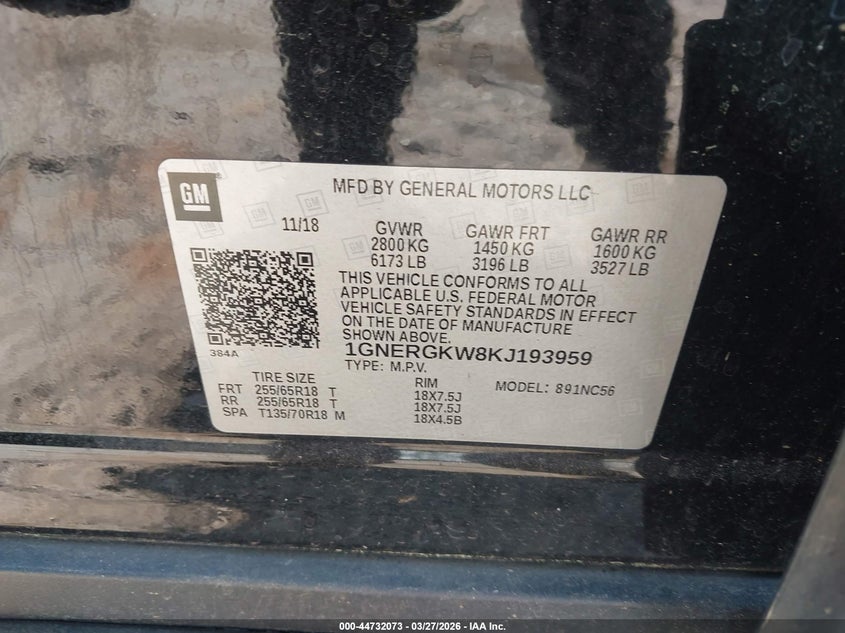 GM
MFD BY GENERAL MOTORS LLC
11/18
GVWR GAWR FRT GAWR RR
2800 KG 1450 KG 1600 KG
6173 LB 3196 LB 3527 LB
THIS VEHICLE CONFORMS TO ALL
APPLICABLE U.S. FEDERAL MOTOR
VEHICLE SAFETY STANDARDS IN EFFECT
ON THE DATE OF MANUFACTURE
SHOWN ABOVE.
384A
1GNERGKW8KJ193959
TYPE: M.P.V.
TIRE SIZE RIM MODEL: 891NC56
FRT 255/65R18 T 18X7.5J
RR 255/65R18 T 18X7.5J
SPA T135/70R18 M 18X4.5B
000-44732073 - 03/27/2026 - IAA Inc.